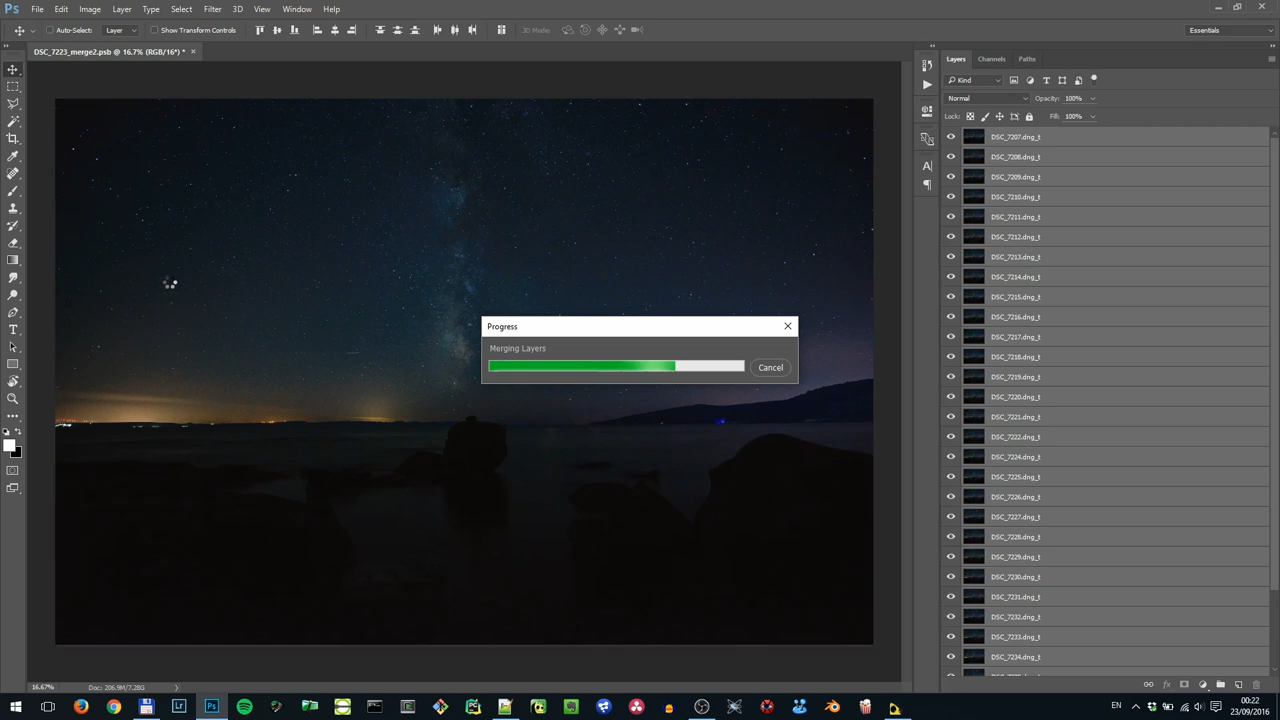 Ps File Edit Image Layer Type Select Filter 3D View Window Help
Auto-Select: Layer Show Transform Controls 3D Mode: Essentials
DSC_7223_merge2.psb @ 16.7% (RGB/16*) *
Layers Channels Paths
Kind
Normal Opacity: 100%
Lock: Fill: 100%
DSC_7207.dng_t
DSC_7208.dng_t
DSC_7209.dng_t
DSC_7210.dng_t
DSC_7211.dng_t
DSC_7212.dng_t
DSC_7213.dng_t
DSC_7214.dng_t
DSC_7215.dng_t
DSC_7216.dng_t
DSC_7217.dng_t
DSC_7218.dng_t
DSC_7219.dng_t
DSC_7220.dng_t
DSC_7221.dng_t
DSC_7222.dng_t
DSC_7224.dng_t
DSC_7225.dng_t
DSC_7226.dng_t
DSC_7227.dng_t
DSC_7228.dng_t
DSC_7229.dng_t
DSC_7230.dng_t
DSC_7231.dng_t
DSC_7232.dng_t
DSC_7233.dng_t
DSC_7234.dng_t
Progress
Merging Layers
Cancel
16.67% Doc: 206.9M/7.28G
EN 00:22
23/09/2016